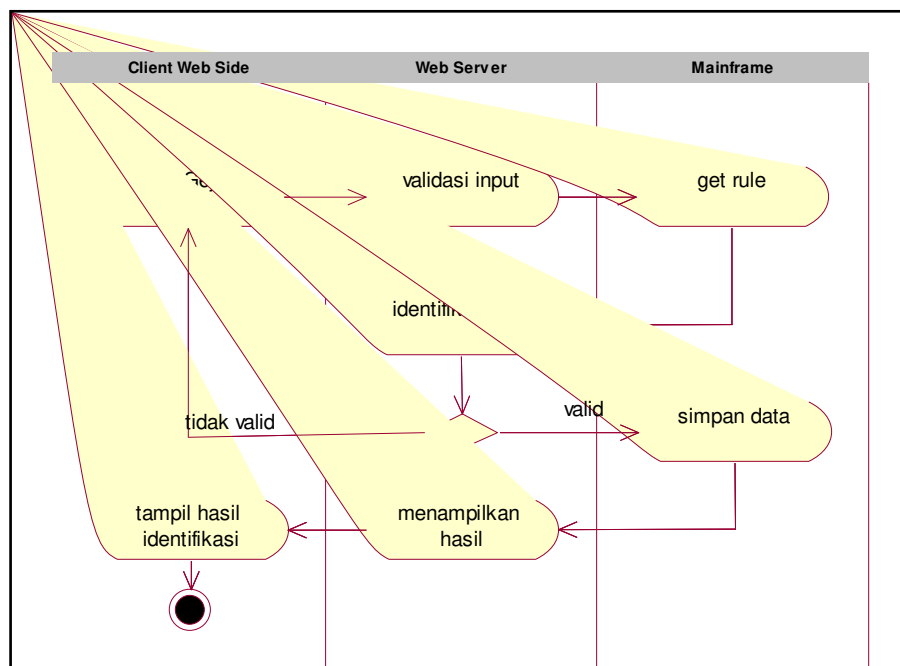 Client Web Side
Web Server
Mainframe
validasi input
get rule
tidak valid
valid
simpan data
tampil hasil
identifikasi
menampilkan
hasil